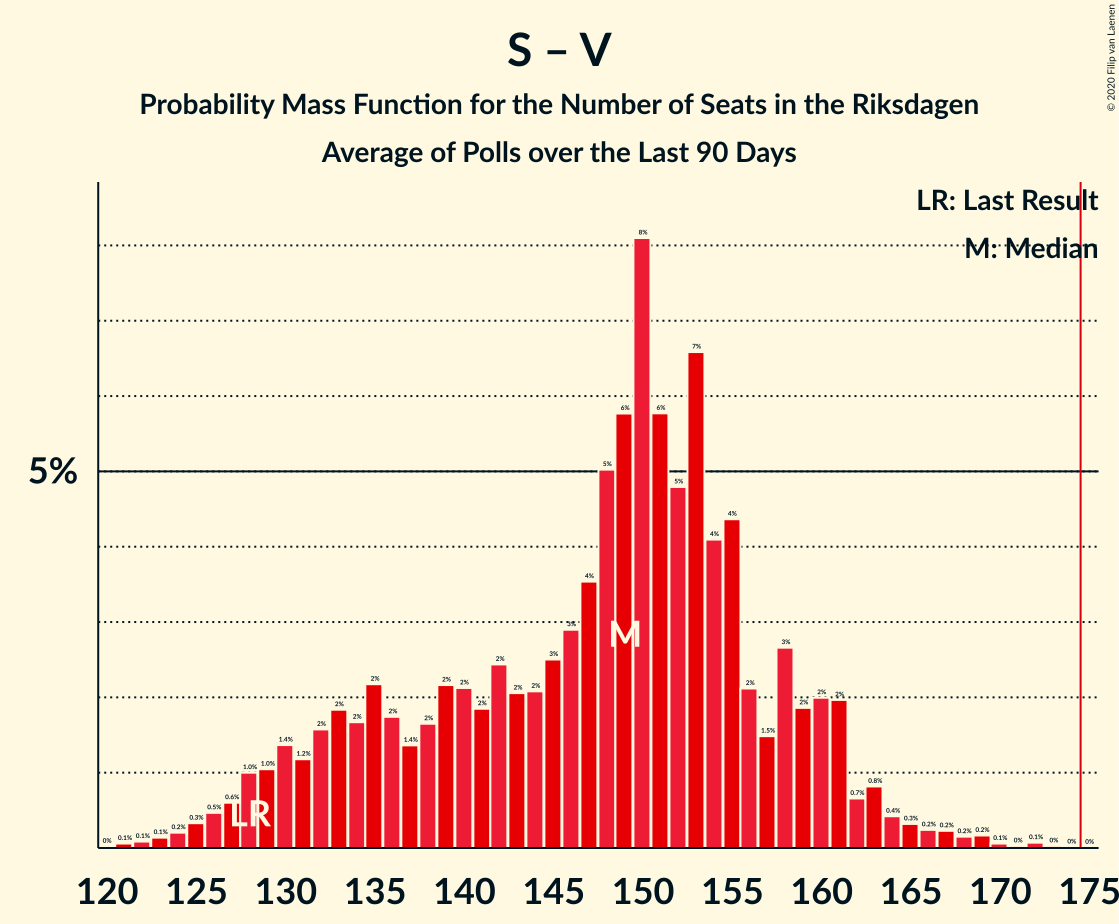 © 2020 Filip van Laenen
S – V
Probability Mass Function for the Number of Seats in the Riksdagen
Average of Polls over the Last 90 Days
LR: Last Result
M: Median
5%
0% 0.1% 0.1% 0.1% 0.2% 0.3% 0.5% 0.6% 1.0% 1.0% 1.4% 1.2% 2% 2% 2% 2% 2% 1.4% 2% 2% 2% 2% 2% 2% 2% 3% 3% 4% 5% 6% 8% 6% 5% 7% 4% 4% 2% 1.5% 3% 2% 2% 2% 0.7% 0.8% 0.4% 0.3% 0.2% 0.2% 0.2% 0.2% 0.1% 0% 0.1% 0% 0% 0%
M
LR
120 125 130 135 140 145 150 155 160 165 170 175